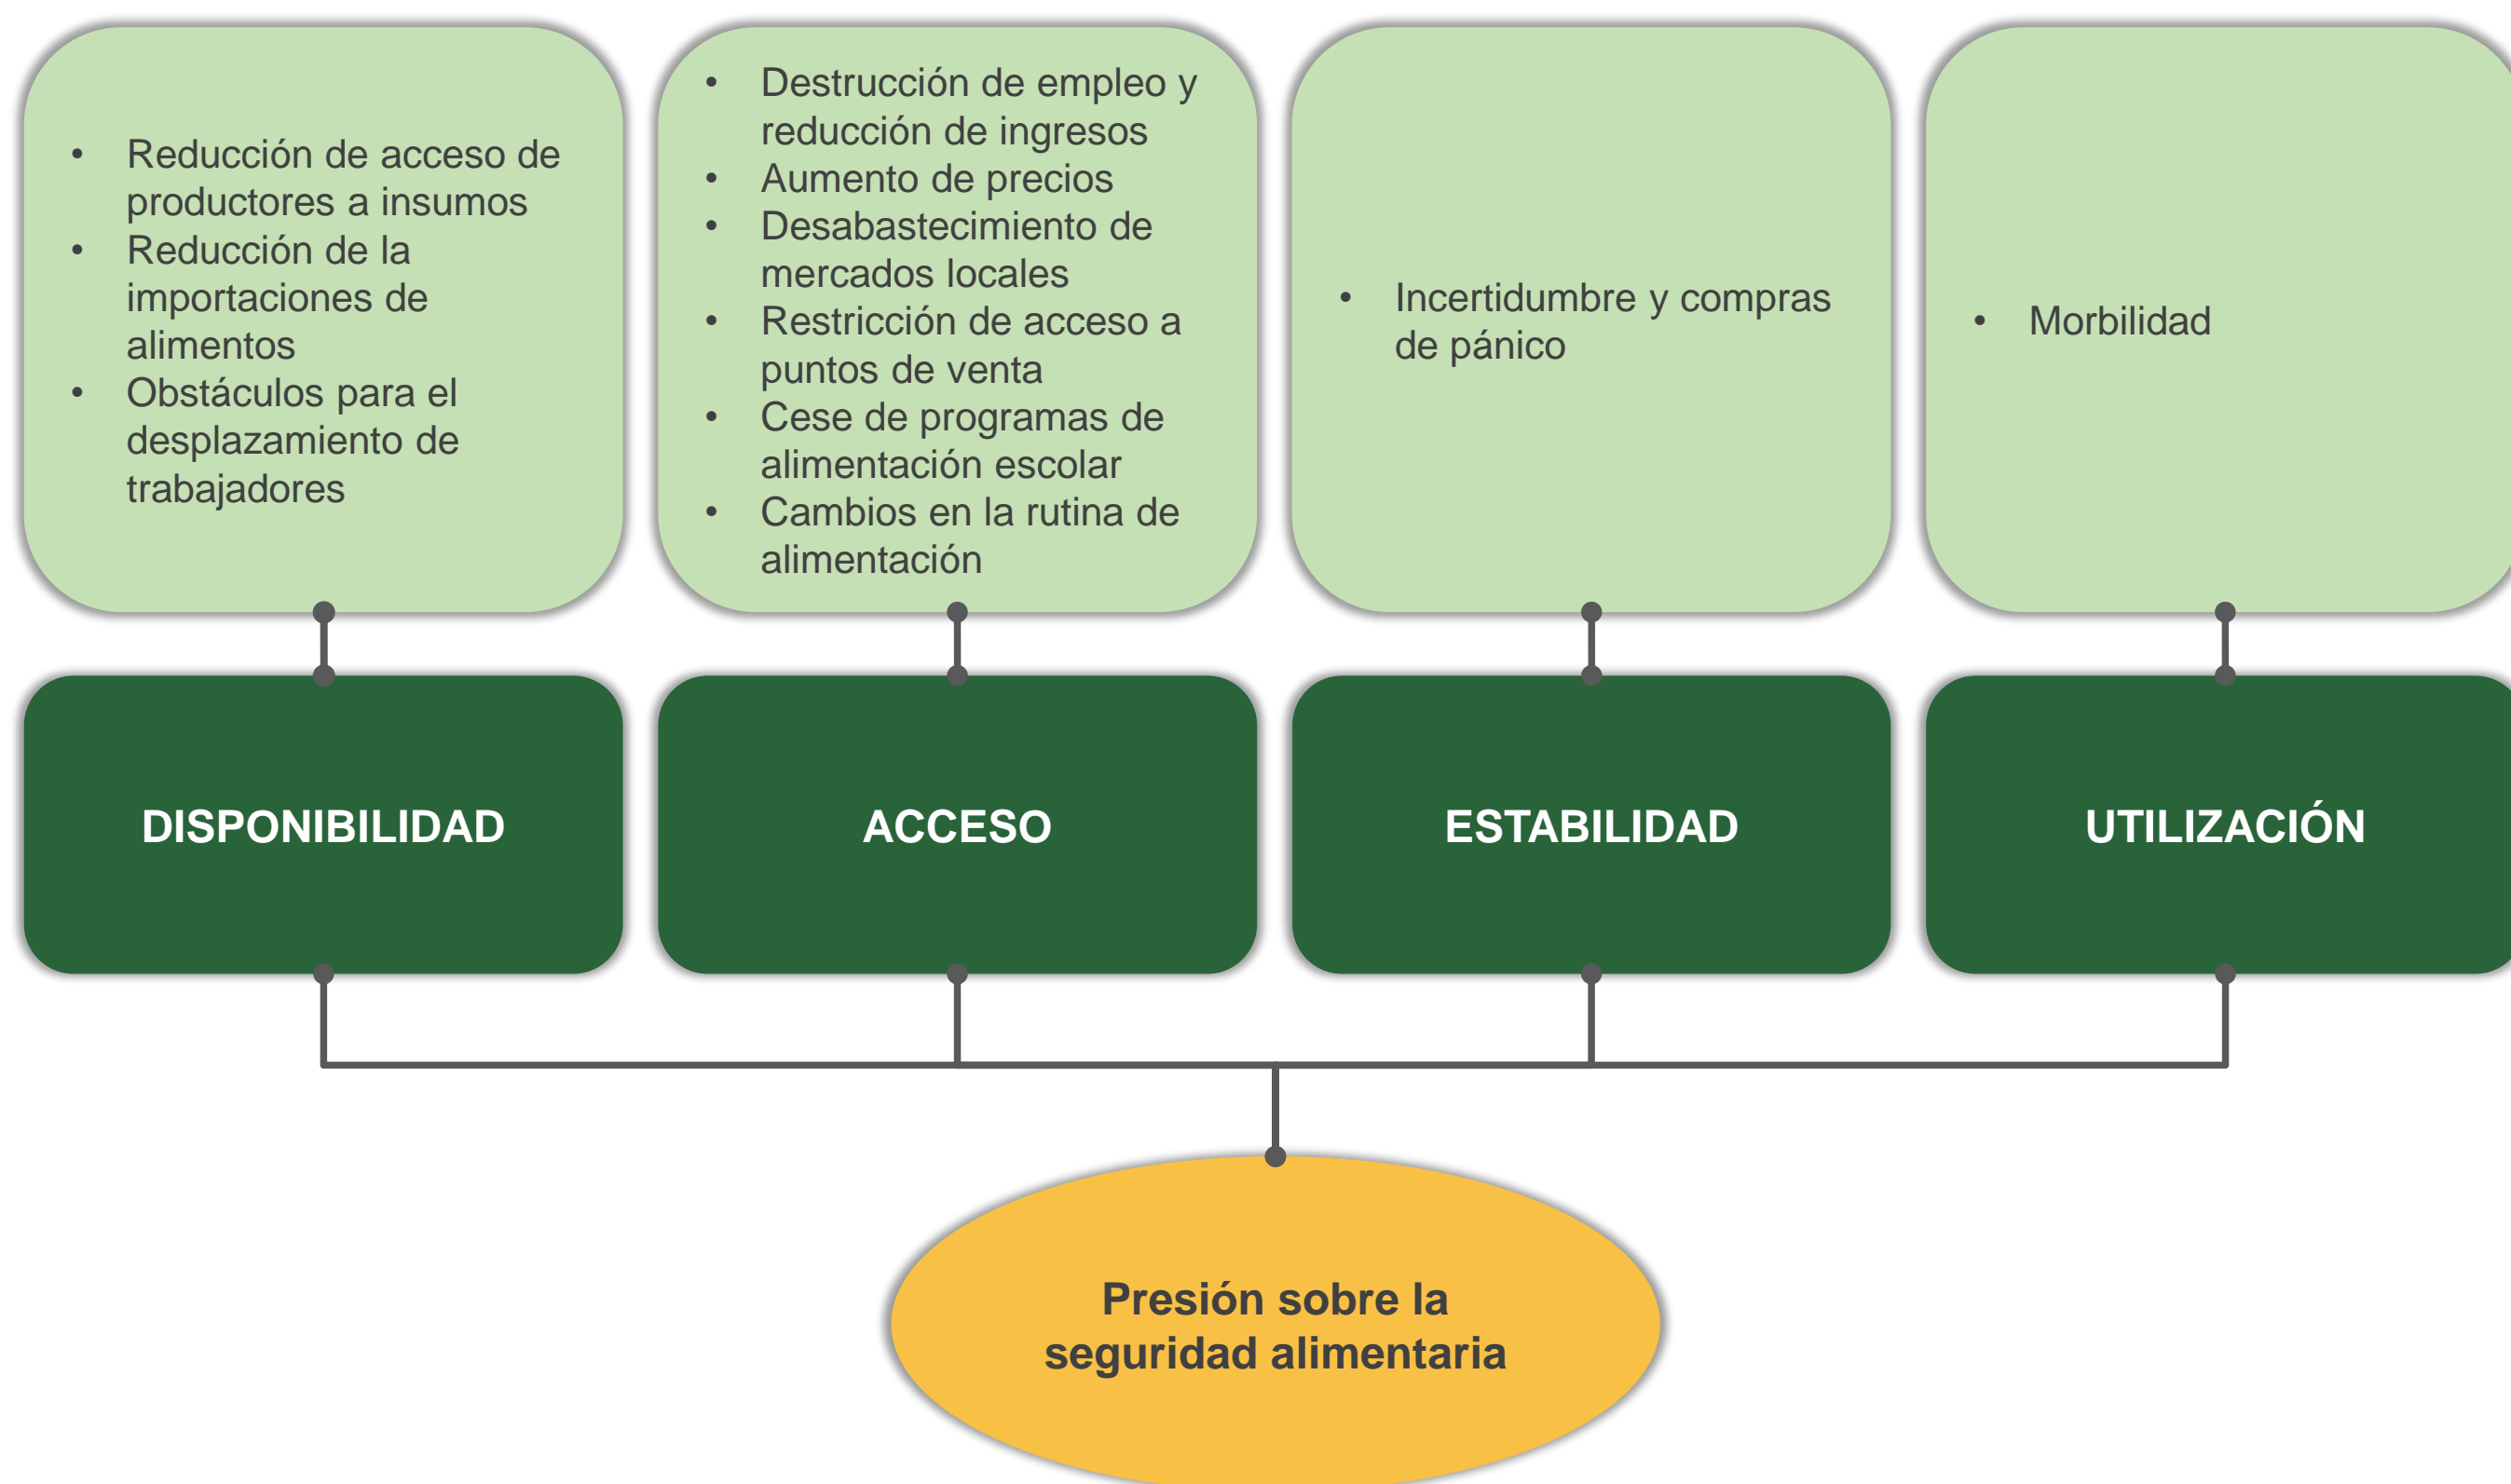 • Reducción de acceso de
productores a insumos
• Reducción de la
importaciones de
alimentos
• Obstáculos para el
desplazamiento de
trabajadores
• Destrucción de empleo y
reducción de ingresos
• Aumento de precios
• Desabastecimiento de
mercados locales
• Restricción de acceso a
puntos de venta
• Cese de programas de
alimentación escolar
• Cambios en la rutina de
alimentación
• Incertidumbre y compras
de pánico
• Morbilidad
DISPONIBILIDAD
ACCESO
ESTABILIDAD
UTILIZACIÓN
Presión sobre la
seguridad alimentaria